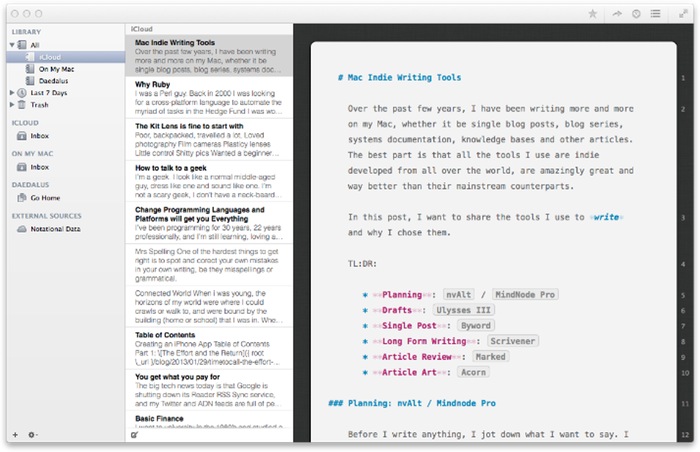 LIBRARY
All
iCloud
On My Mac
Daedalus
Last 7 Days
Trash
ICLOUD
Inbox
ON MY MAC
Inbox
DAEDALUS
Go Home
EXTERNAL SOURCES
Notational Data
iCloud
Mac Indie Writing Tools
Over the past few years, I have been writing
more and more on my Mac, whether it be
single blog posts, blog series, systems doc...
Why Ruby
I was a Perl guy. Back in 2000 I was looking
for a cross-platform language to automate the
myriad of tasks in the Hedge Fund I was wo...
The Kit Lens is fine to start with
Poor, backpacked, travelled a lot. Loved
photography Film cameras Plasticy lenses
Little control Shitty pics Wanted a beginner...
How to talk to a geek
I'm a geek. I look like a normal middle-aged
guy, dress like one and sound like one. I'm
not a scary geek, I don't have a neck-board...
Change Programming Languages and
Platforms will get you Everything
I've been programming for 30 years, 22 years
professionally, and I'm still learning, loving a...
Mrs Spelling One of the hardest things to get
right is to spot and corect your own mistakes
in your own writing, be they misspellings or
grammatical.
Connected World When I was young, the
horizons of my world were where I could
crawls or walk to, and were bound by the
building (home or school) that I was in. Whe...
Table of Contents
Creating an iPhone App Table of Contents
Part 1: \[The Effort and the Return]({{ root
\_url }/blog/2013/01/29/timetocall-the-effort-...
You get what you pay for
The big tech news today is that Google is
shutting down its Reader RSS Sync service,
and my Twitter and ADN feeds are full of pe...
Basic Finance
I went to university in the 1980s and studied a
# Mac Indie Writing Tools
1
Over the past few years, I have been writing more and more
2
on my Mac, whether it be single blog posts, blog series,
systems documentation, knowledge bases and other articles.
The best part is that all the tools I use are indie
developed from all over the world, are amazingly great and
way better than their mainstream counterparts.
In this post, I want to share the tools I use to *write*
3
and why I chose them.
TL:DR:
4
* **Planning**: nvAlt / MindNode Pro
5
* **Drafts**: Ulysses III
6
* **Single Post**: Byword
7
* **Long Form Writing**: Scrivener
8
* **Article Review**: Marked
9
* **Article Art**: Acorn
10
### Planning: nvAlt / Mindnode Pro
11
Before I write anything, I jot down what I want to say. I
12